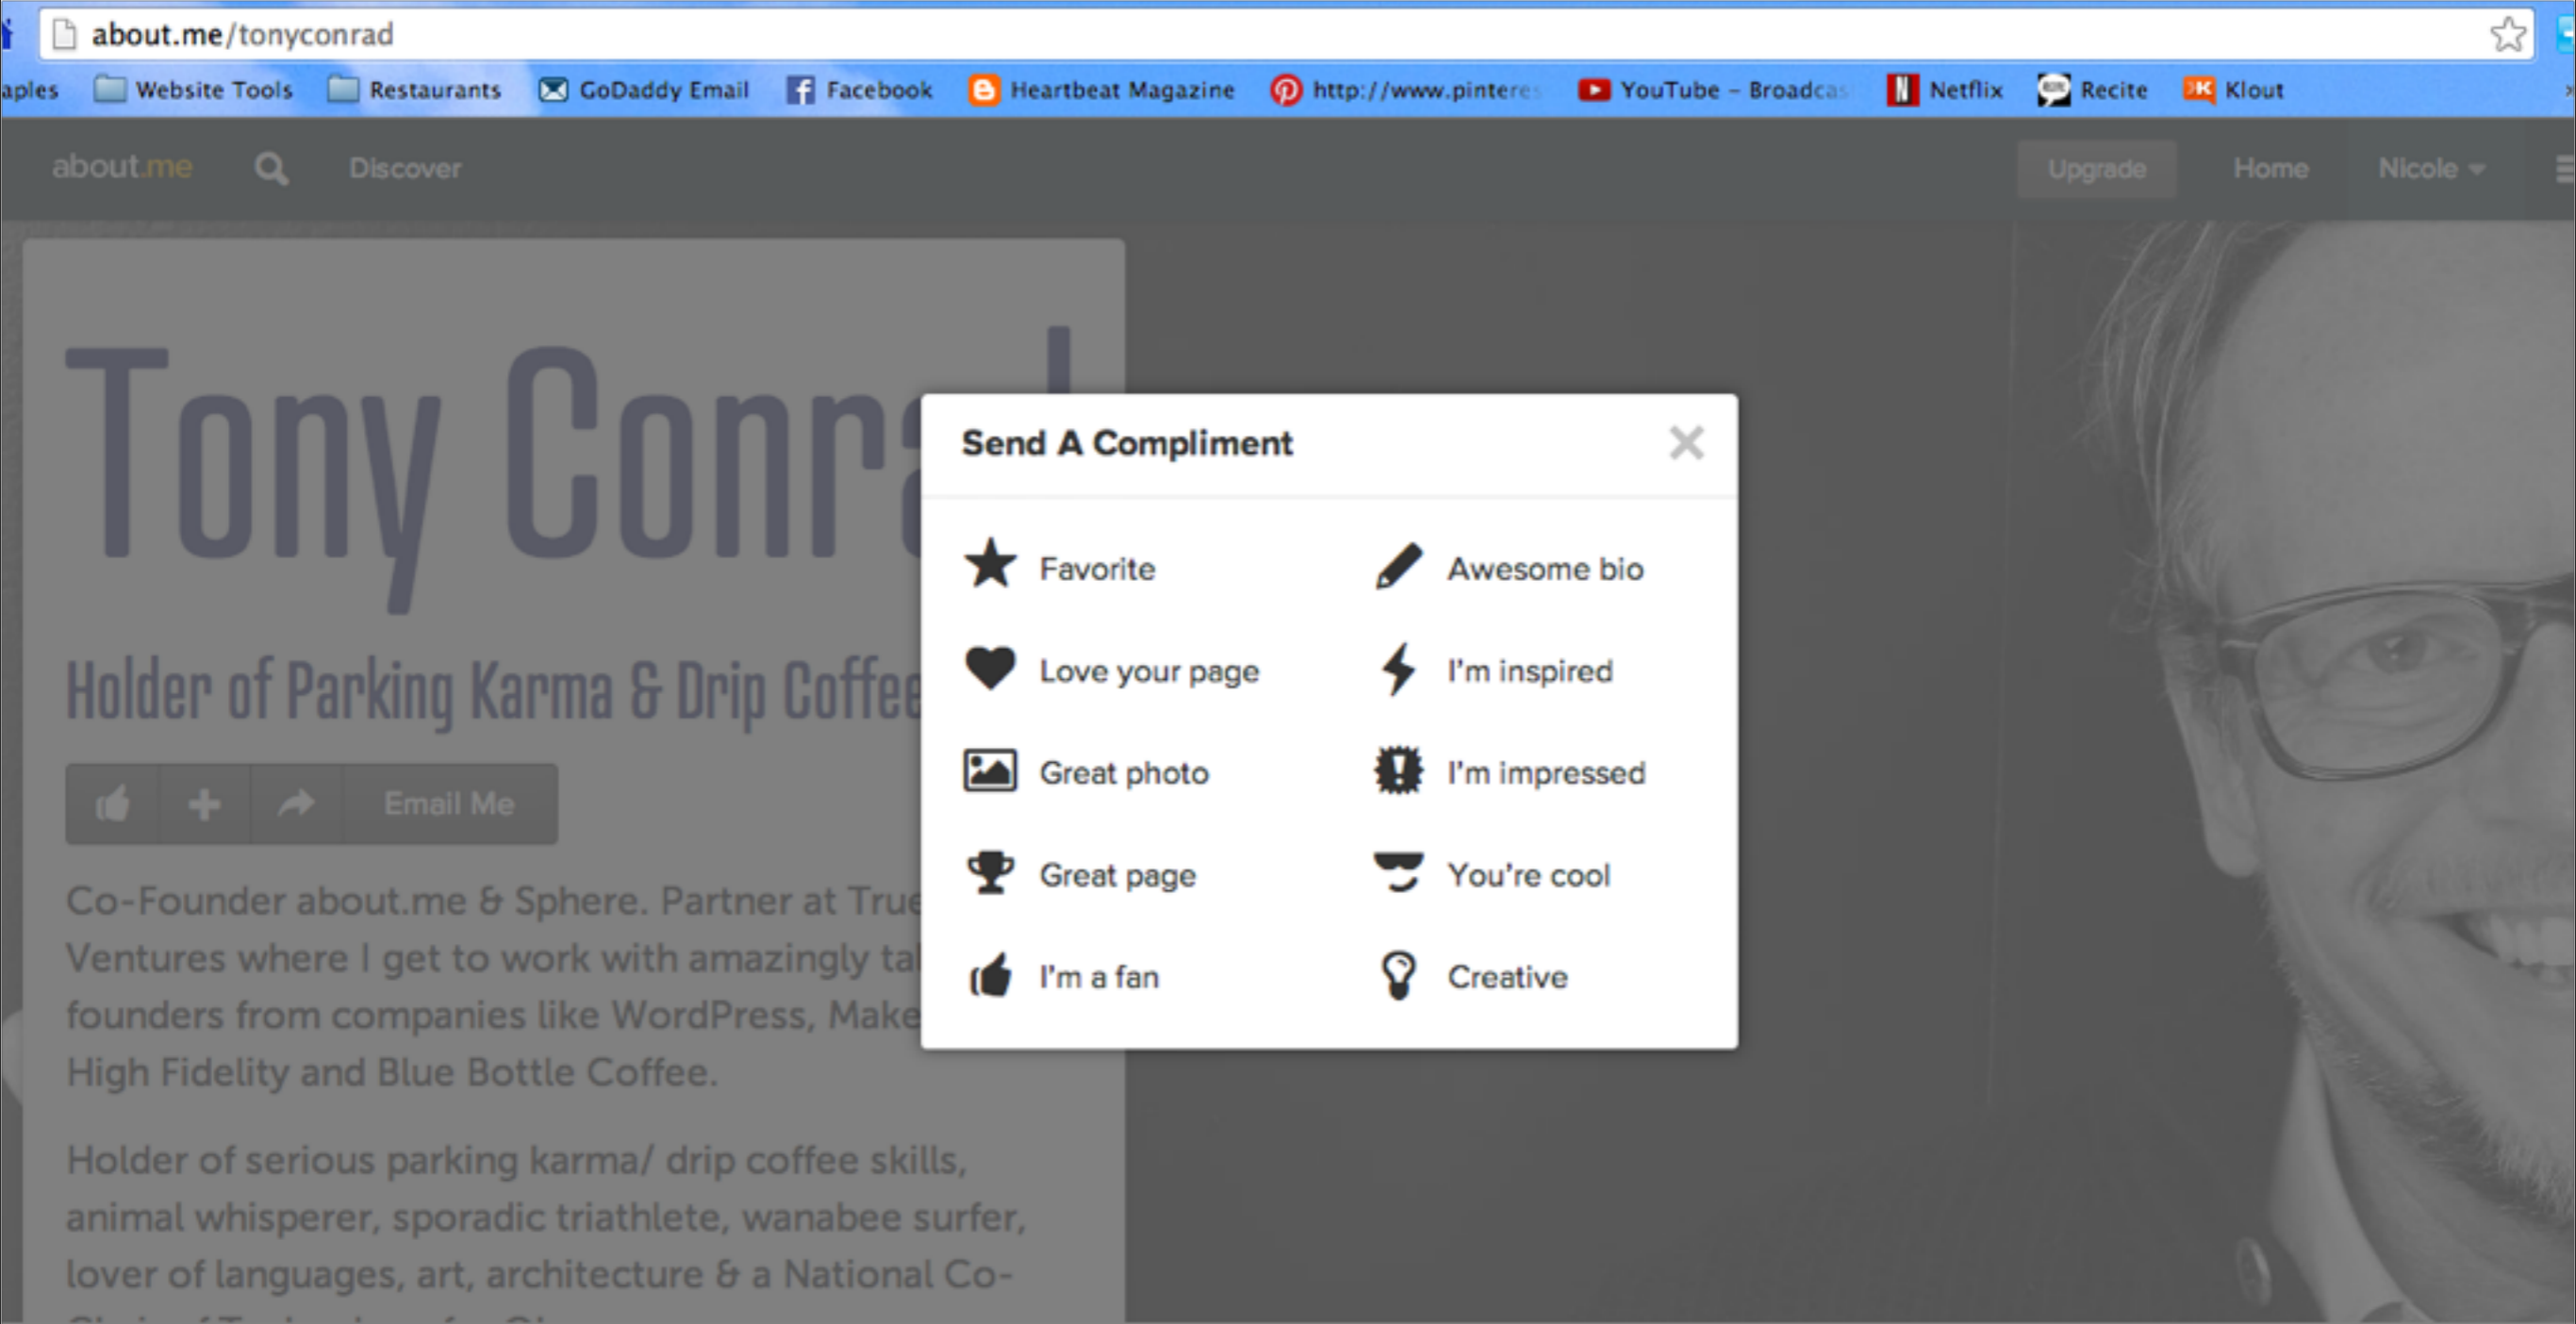 about.me/tonyconrad
aples Website Tools Restaurants GoDaddy Email Facebook Heartbeat Magazine http://www.pinteres YouTube – Broadcas Netflix Recite Klout
about.me Discover Upgrade Home Nicole
Tony
Holder of Parking Karma & Drip Coffee
Email Me
Co-Founder about.me & Sphere. Partner at True
Ventures where I get to work with amazingly
founders from companies like WordPress, Make
High Fidelity and Blue Bottle Coffee.
Holder of serious parking karma/ drip coffee skills,
animal whisperer, sporadic triathlete, wanabee surfer,
lover of languages, art, architecture & a National Co-
Send A Compliment
Favorite Awesome bio
Love your page I'm inspired
Great photo I'm impressed
Great page You're cool
I'm a fan Creative